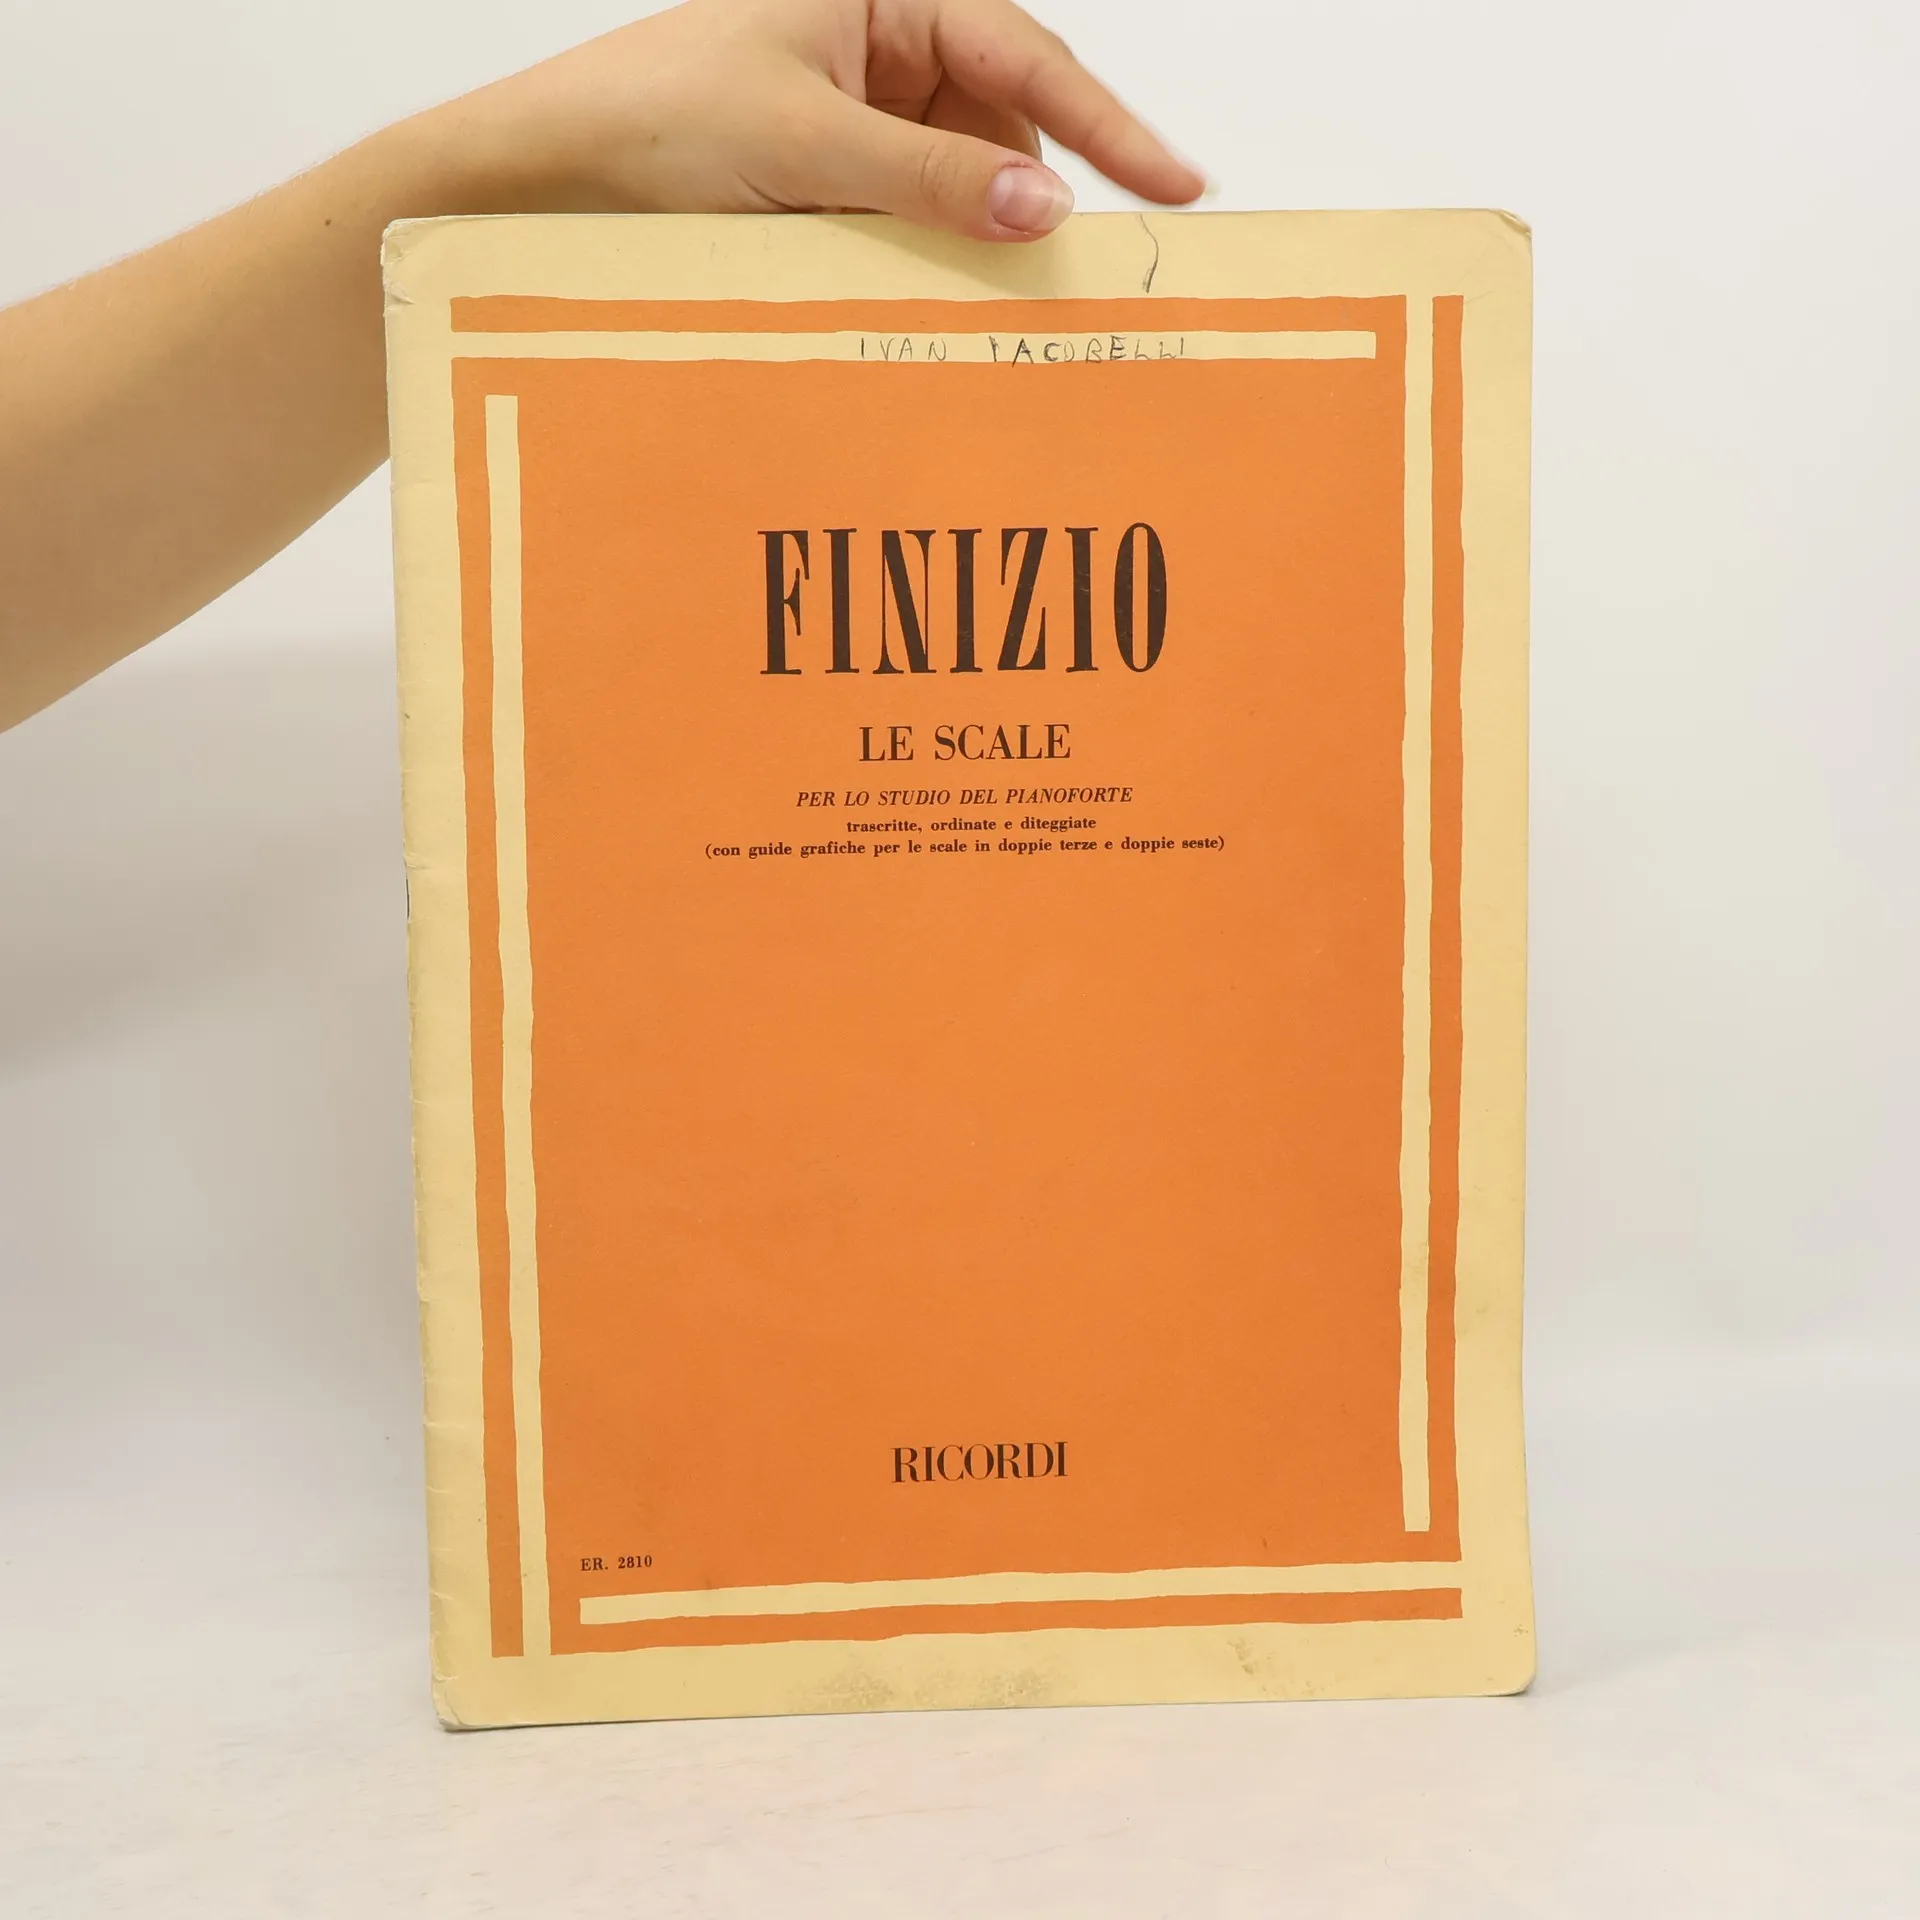 IVAN IACOBELLI
FINIZIO
LE SCALE
PER LO STUDIO DEL PIANOFORTE
trascritte, ordinate e diteggiate
(con guide grafiche per le scale in doppie terze e doppie seste)
RICORDI
ER. 2810